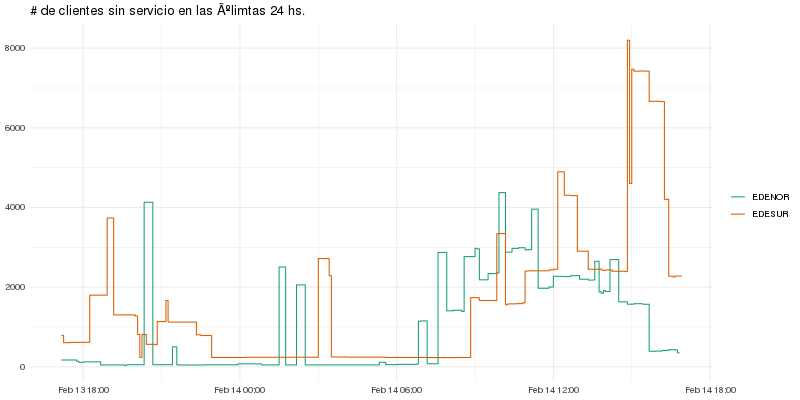 # de clientes sin servicio en las Ãºlimtas 24 hs.
8000
6000
4000
2000
0
Feb 13 18:00
Feb 14 00:00
Feb 14 06:00
Feb 14 12:00
Feb 14 18:00
EDENOR
EDESUR